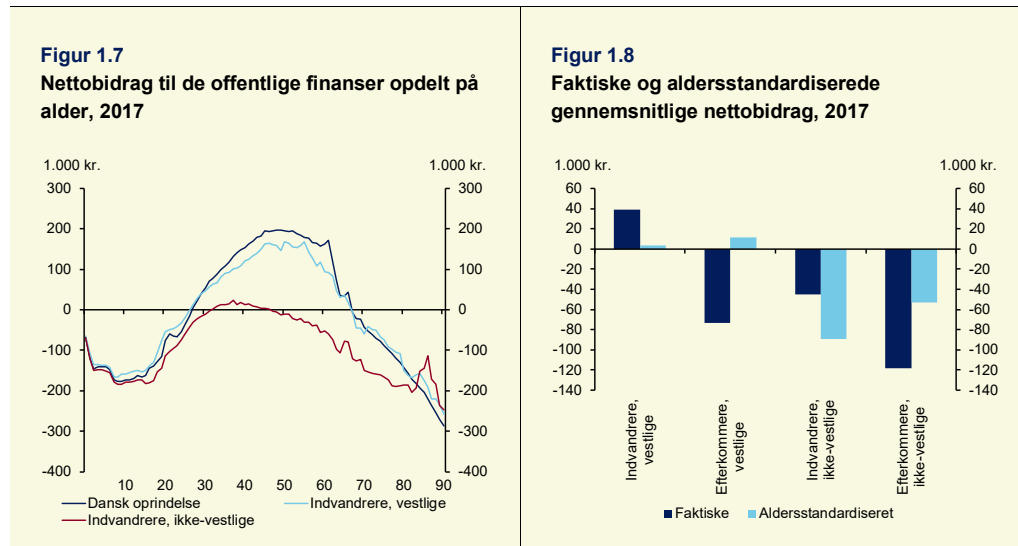 Figur 1.7
Nettobidrag til de offentlige finanser opdelt på
alder, 2017
1.000 kr. 1.000 kr.
300 300
200 200
100 100
0 0
-100 -100
-200 -200
-300 -300
-400 -400
10 20 30 40 50 60 70 80 90
Dansk oprindelse Indvandrere, vestlige
Indvandrere, ikke-vestlige
Figur 1.8
Faktiske og aldersstandardiserede
gennemsnitlige nettobidrag, 2017
1.000 kr. 1.000 kr.
60 60
40 40
20 20
0 0
-20 -20
-40 -40
-60 -60
-80 -80
-100 -100
-120 -120
-140 -140
Indvandrere,
vestlige
Efterkommere,
vestlige
Indvandrere,
ikke-vestlige
Efterkommere,
ikke-vestlige
Faktiske Aldersstandardiseret